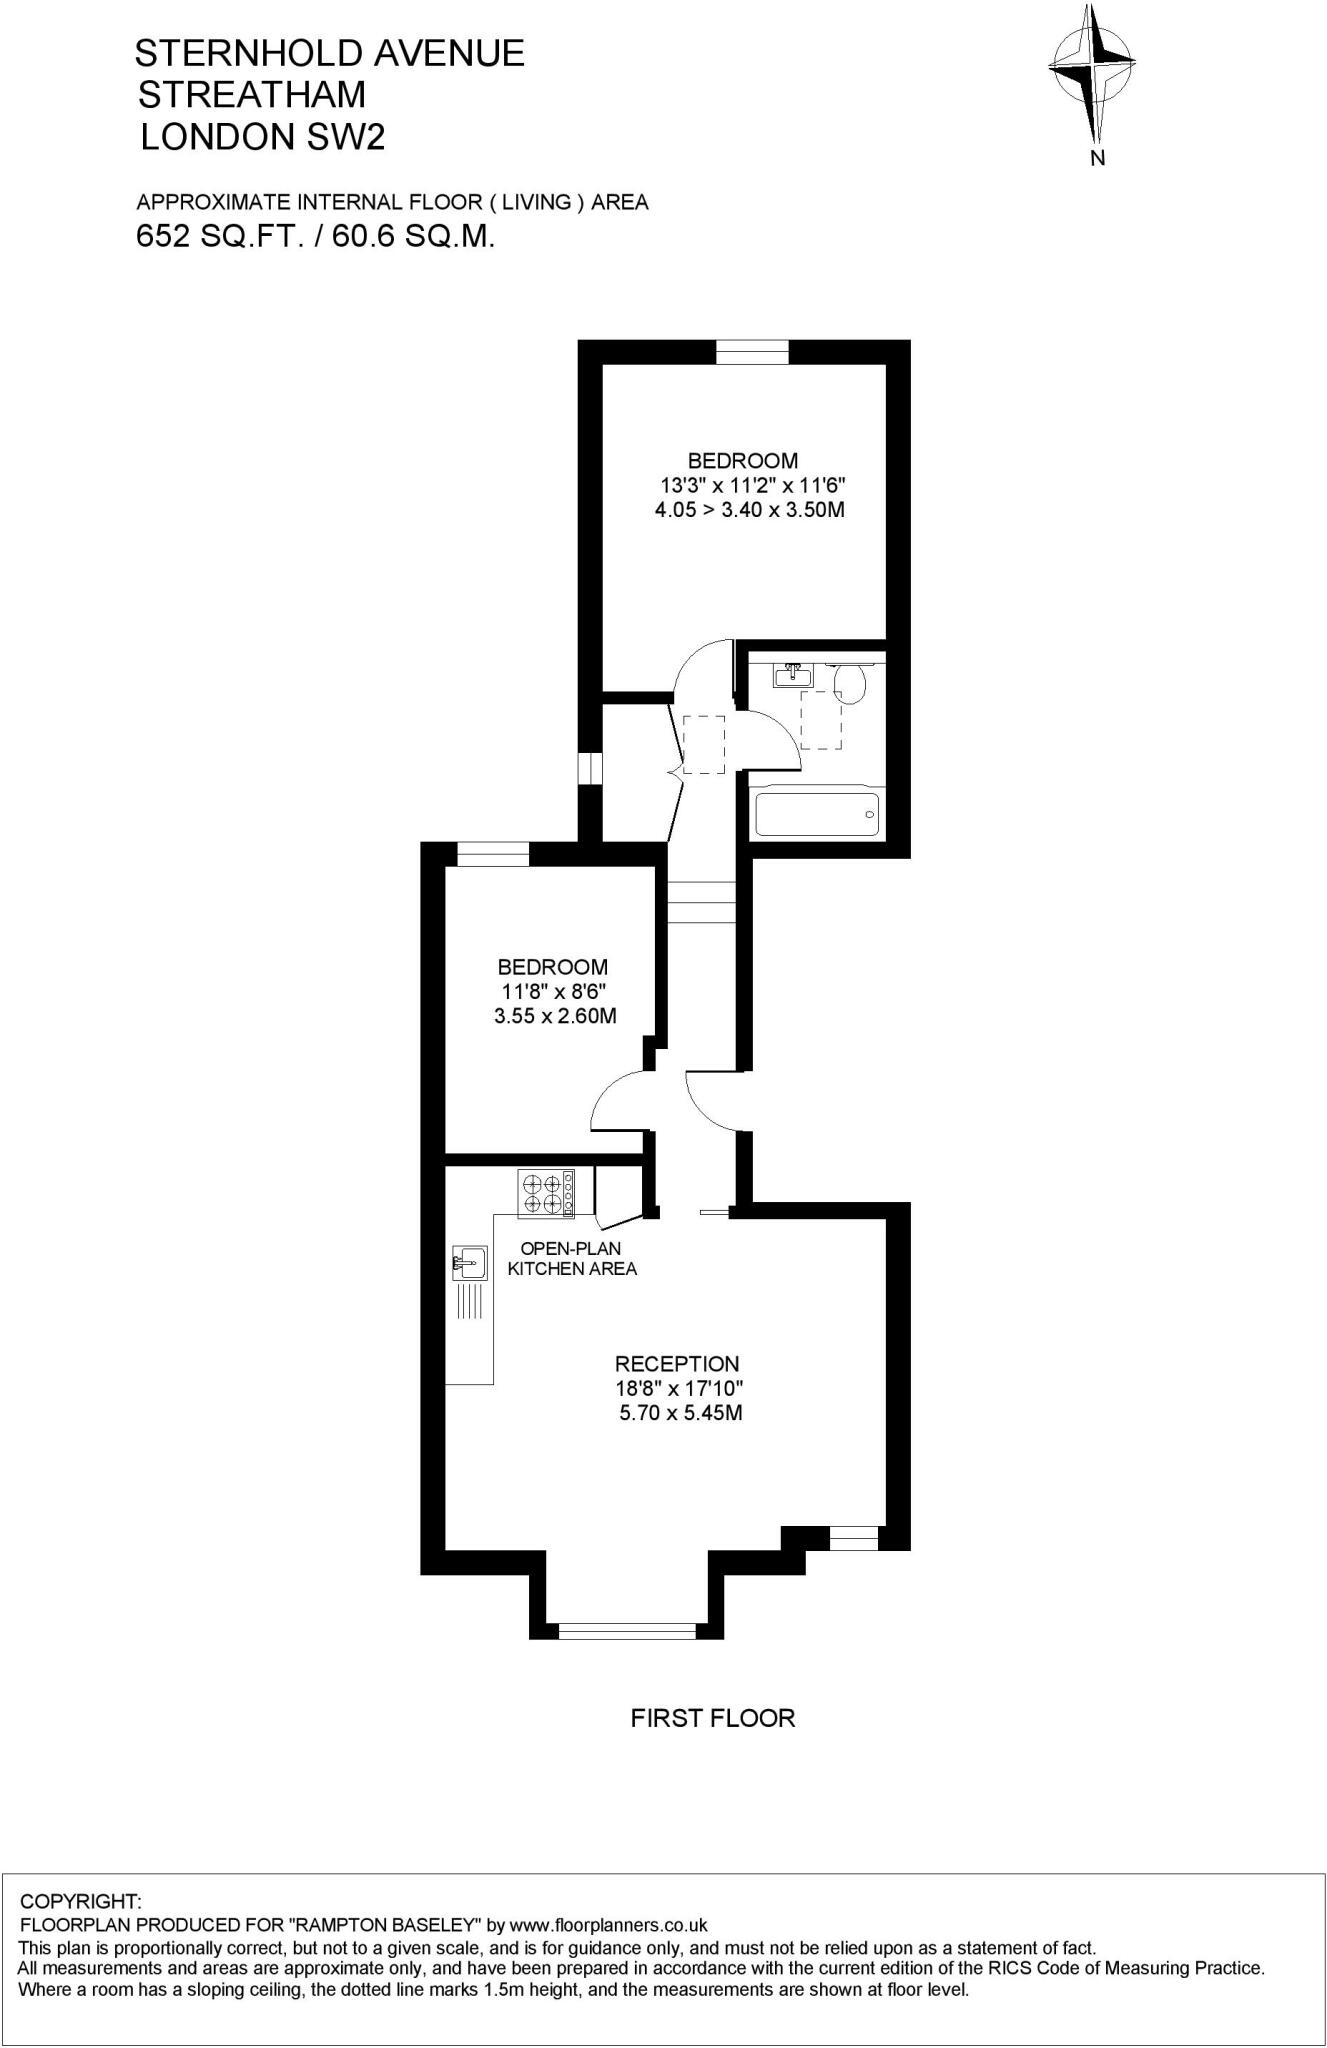 STERNHOLD AVENUE
STREATHAM
LONDON SW2
N
APPROXIMATE INTERNAL FLOOR ( LIVING ) AREA
652 SQ.FT. / 60.6 SQ.M.
BEDROOM
13'3" x 11'2" x 11'6"
4.05 > 3.40 x 3.50M
BEDROOM
11'8" x 8'6"
3.55 x 2.60M
OPEN-PLAN
KITCHEN AREA
RECEPTION
18'8" x 17'10"
5.70 x 5.45M
FIRST FLOOR
COPYRIGHT:
FLOORPLAN PRODUCED FOR "RAMPTON BASELEY" by www.floorplanners.co.uk
This plan is proportionally correct, but not to a given scale, and is for guidance only, and must not be relied upon as a statement of fact.
All measurements and areas are approximate only, and have been prepared in accordance with the current edition of the RICS Code of Measuring Practice.
Where a room has a sloping ceiling, the dotted line marks 1.5m height, and the measurements are shown at floor level.